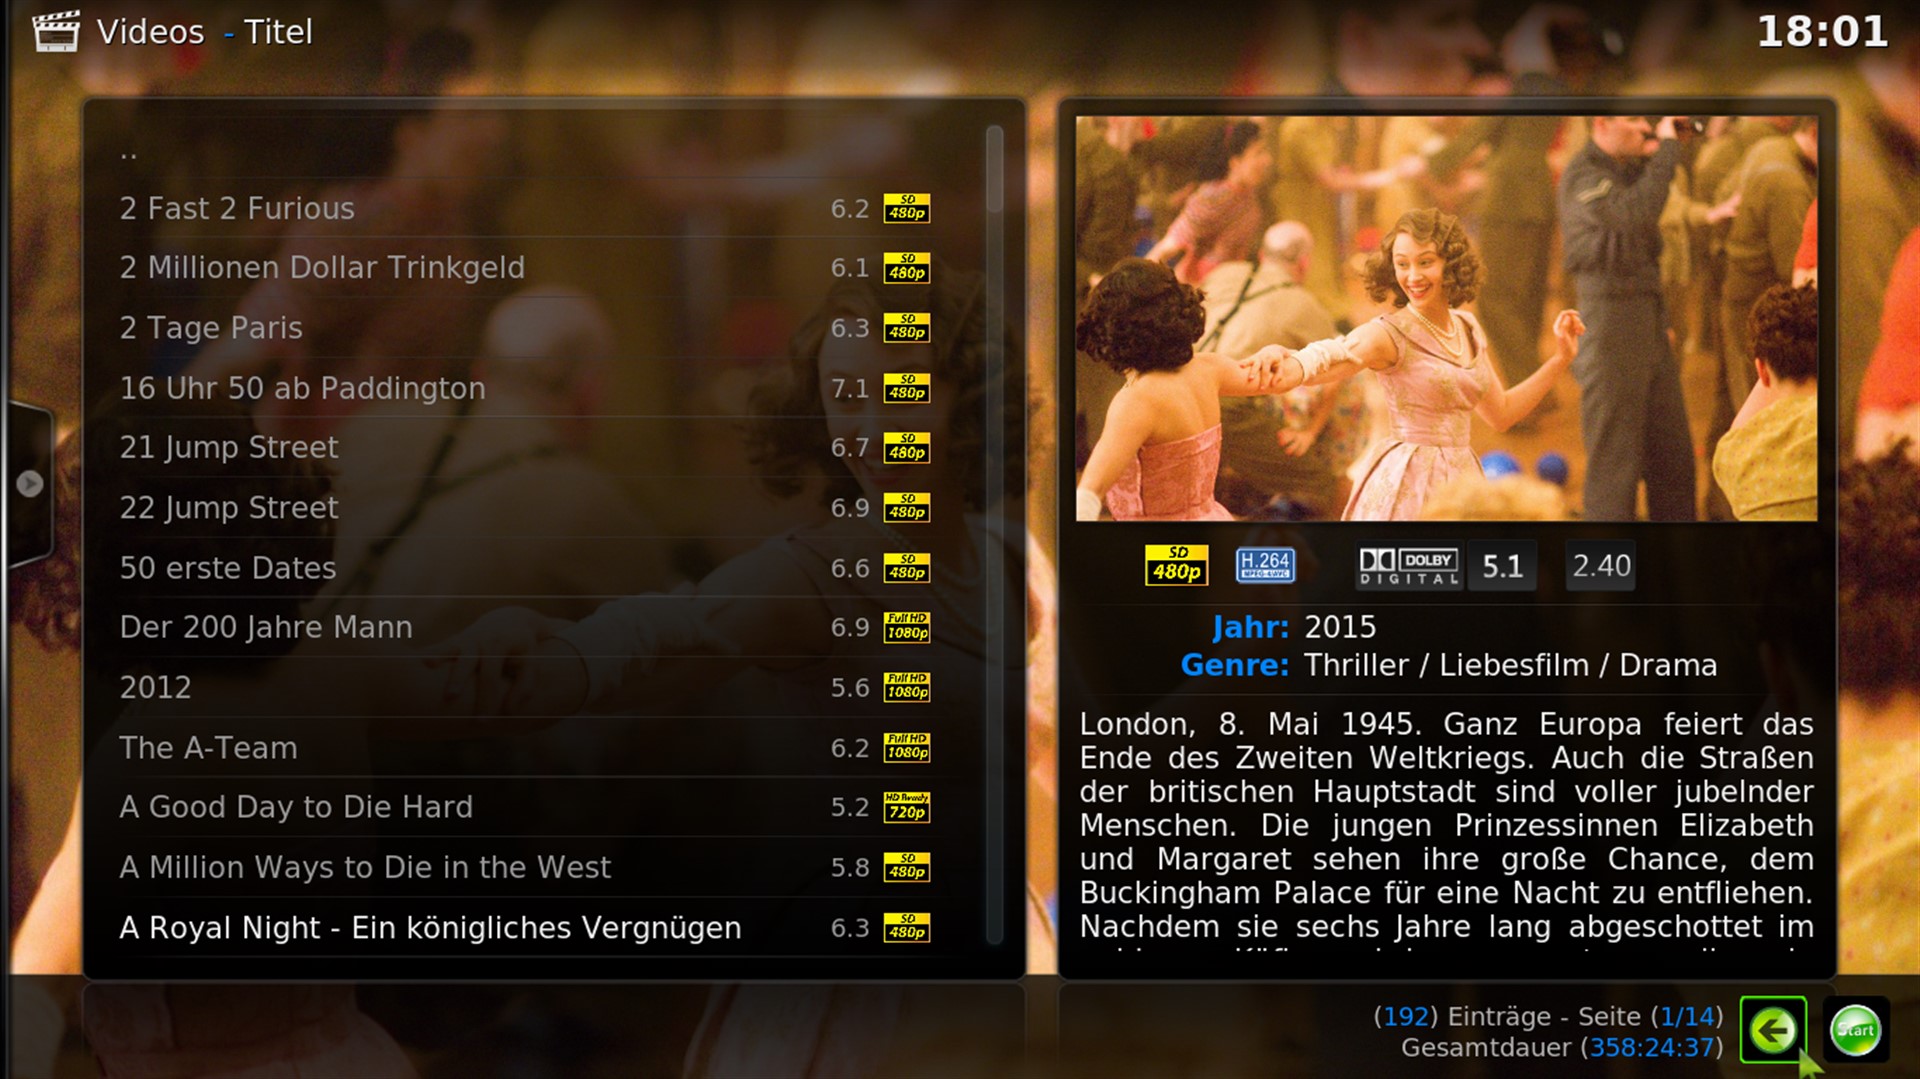 Videos - Titel
18:01
..
2 Fast 2 Furious 6.2 SD 480p
2 Millionen Dollar Trinkgeld 6.1 SD 480p
2 Tage Paris 6.3 SD 480p
16 Uhr 50 ab Paddington 7.1 SD 480p
21 Jump Street 6.7 SD 480p
22 Jump Street 6.9 SD 480p
50 erste Dates 6.6 SD 480p
Der 200 Jahre Mann 6.9 Full HD 1080p
2012 5.6 Full HD 1080p
The A-Team 6.2 Full HD 1080p
A Good Day to Die Hard 5.2 HD Ready 720p
A Million Ways to Die in the West 5.8 SD 480p
A Royal Night - Ein königliches Vergnügen 6.3 SD 480p
SD 480p H.264 MPEG-4/AVC DOLBY DIGITAL 5.1 2.40
Jahr: 2015
Genre: Thriller / Liebesfilm / Drama
London, 8. Mai 1945. Ganz Europa feiert das
Ende des Zweiten Weltkriegs. Auch die Straßen
der britischen Hauptstadt sind voller jubelnder
Menschen. Die jungen Prinzessinnen Elizabeth
und Margaret sehen ihre große Chance, dem
Buckingham Palace für eine Nacht zu entfliehen.
Nachdem sie sechs Jahre lang abgeschottet im
(192) Einträge - Seite (1/14)
Gesamtdauer (358:24:37)
Start